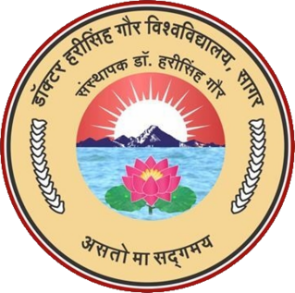 डॉक्टर हरीसिंह गौर विश्वविद्यालय, सागर
संस्थापक डॉ. हरीसिंह गौर
असतो मा सद्गमय